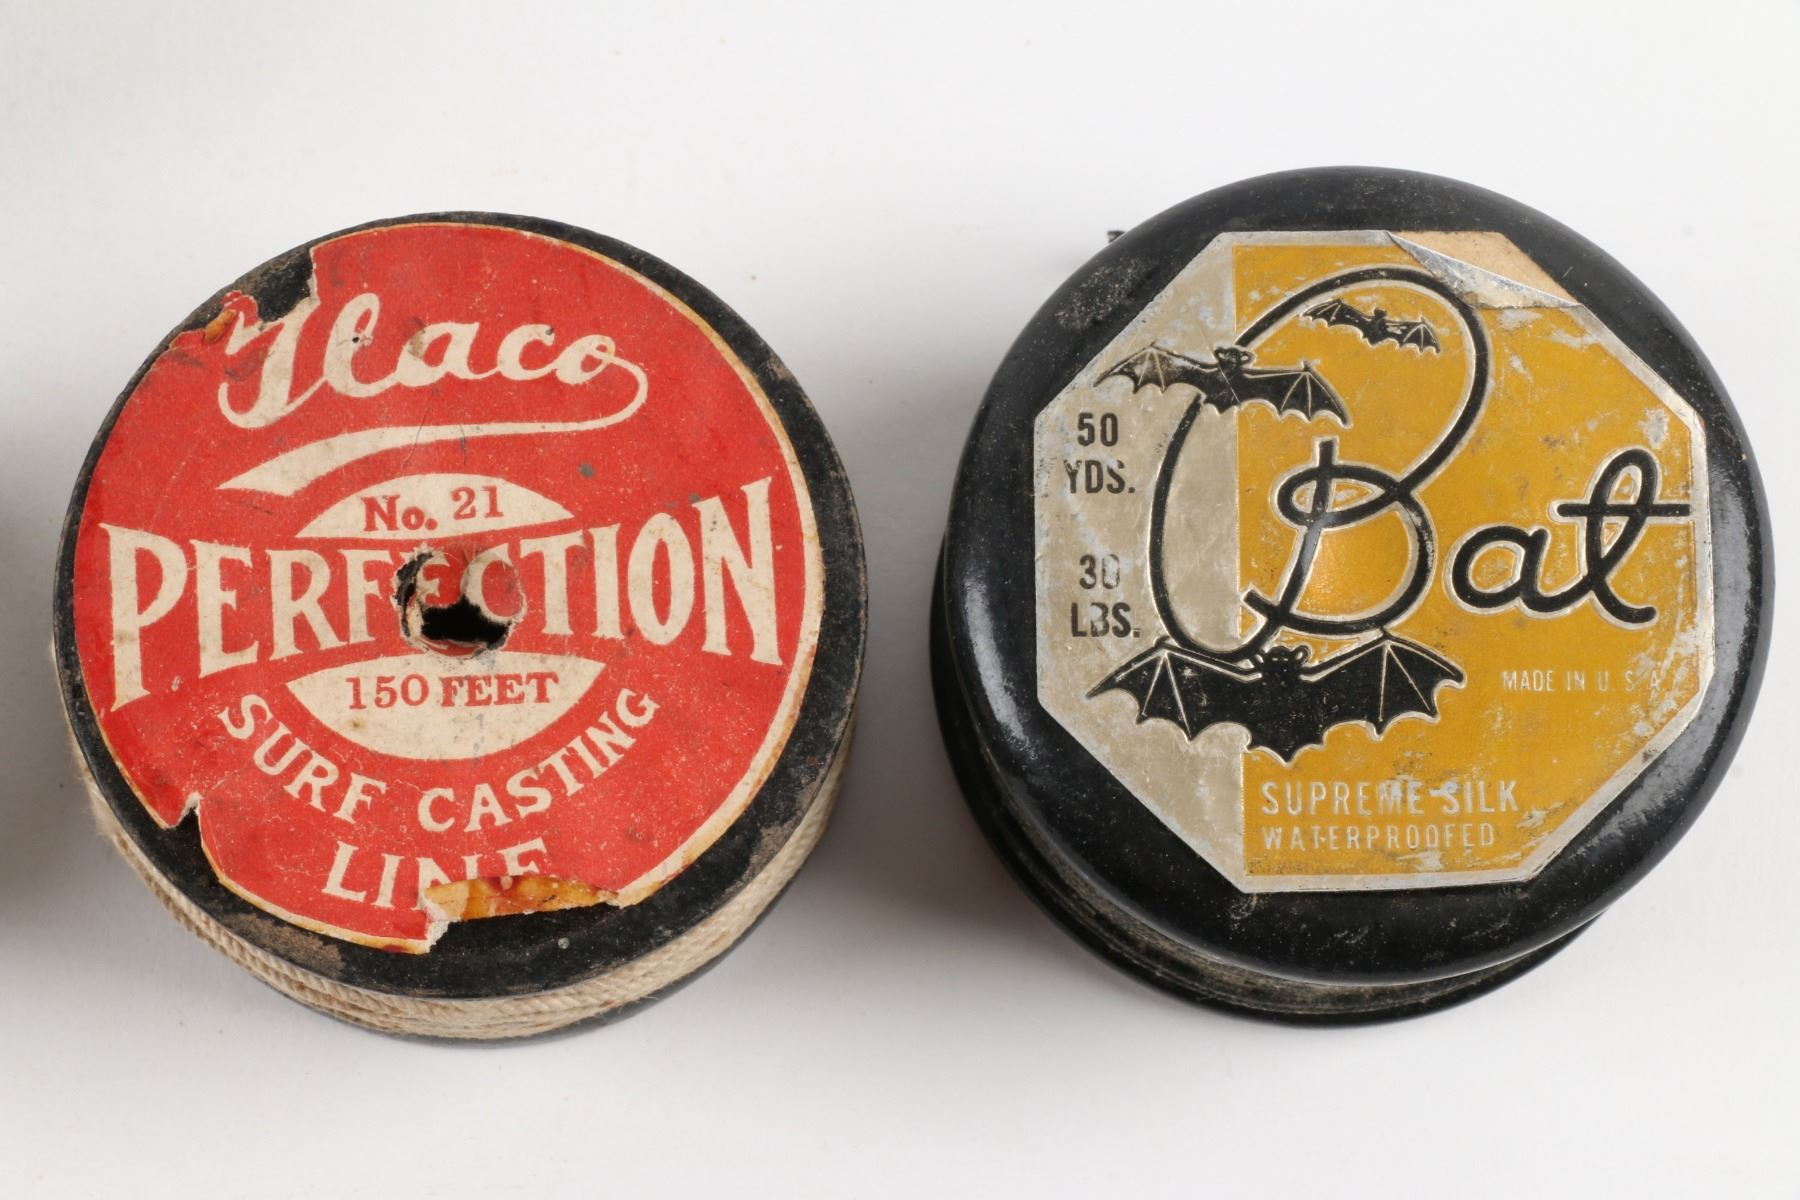 Ilaco
No. 21
PERFECTION
150 FEET
SURF CASTING
LINE
50
YDS.
30
LBS.
Bat
MADE IN U.S.A.
SUPREME SILK
WATERPROOFED